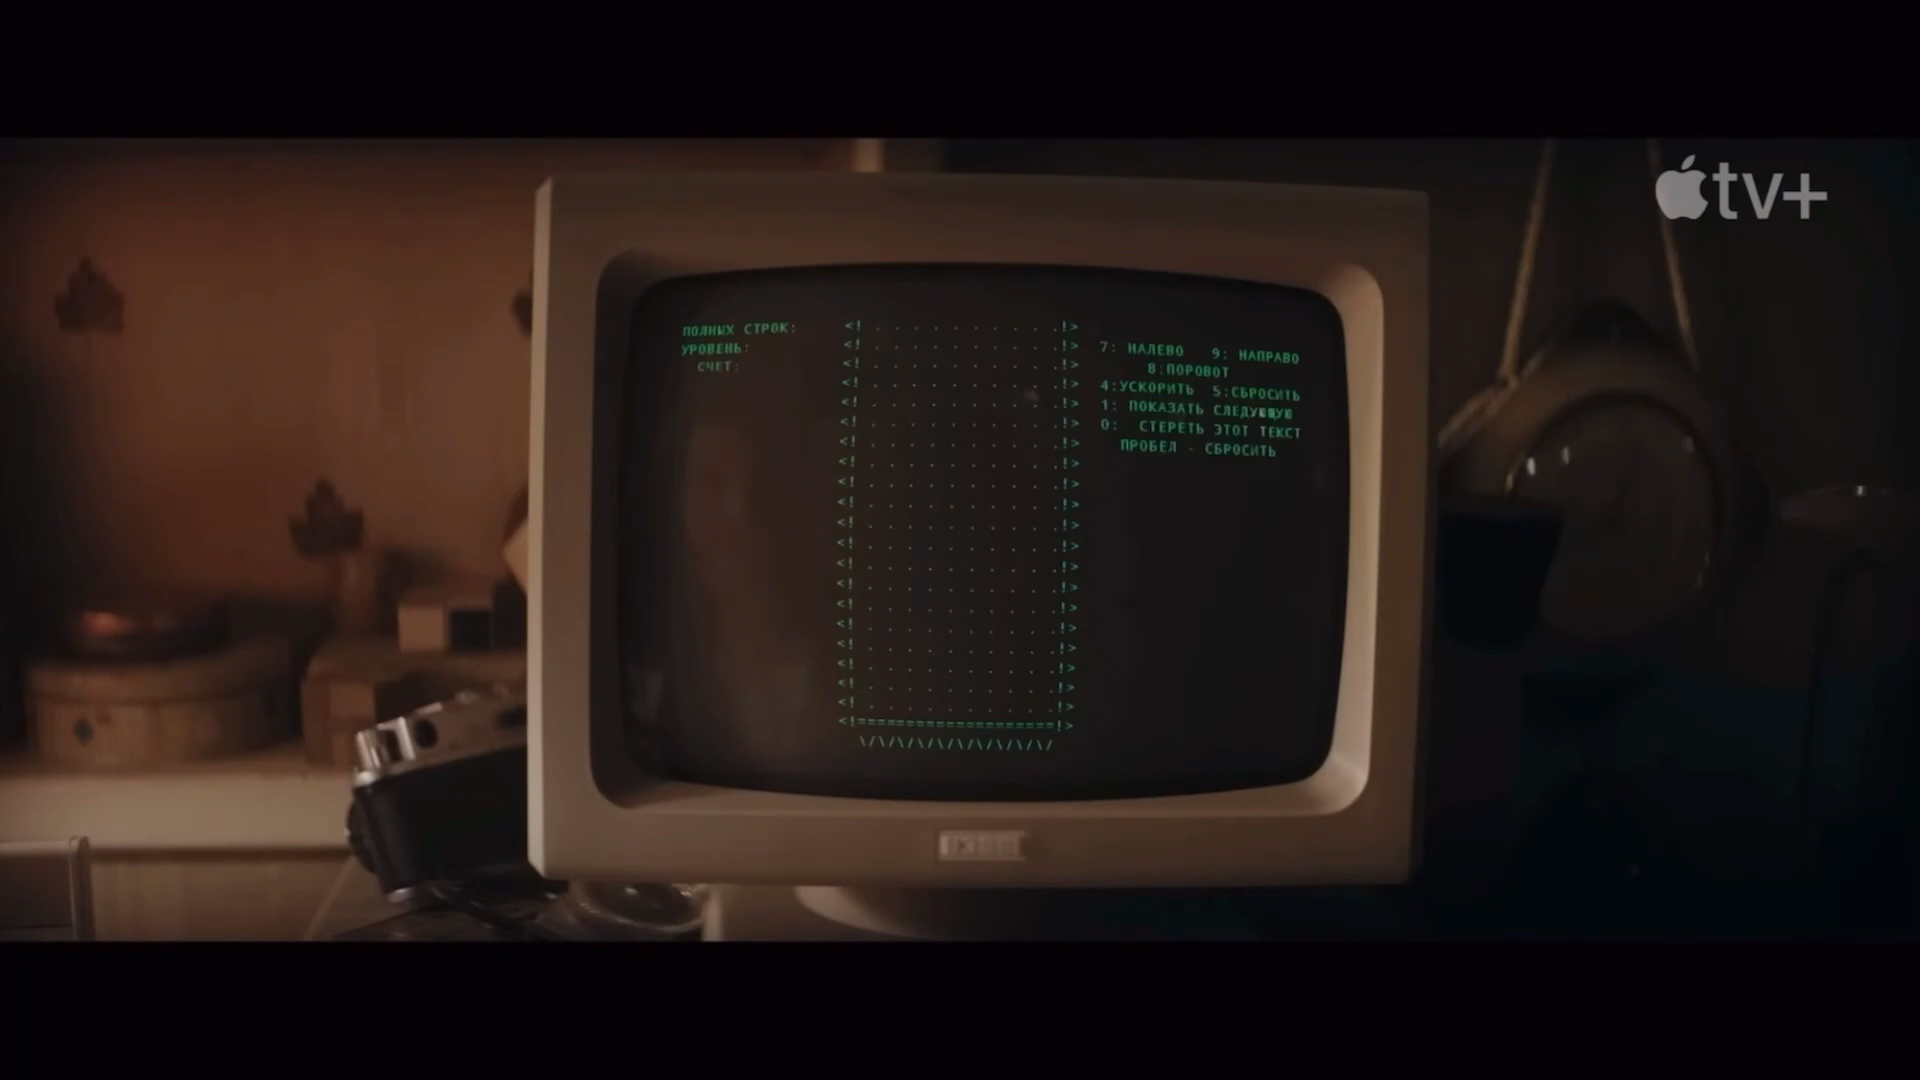 tv+
ПОЛНЫХ СТРОК:
УРОВЕНЬ:
СЧЕТ:
7: НАЛЕВО 9: НАПРАВО
8:ПОРОВОТ
4:УСКОРИТЬ 5:СБРОСИТЬ
1: ПОКАЗАТЬ СЛЕДУЮЩУЮ
0: СТЕРЕТЬ ЭТОТ ТЕКСТ
ПРОБЕЛ - СБРОСИТЬ